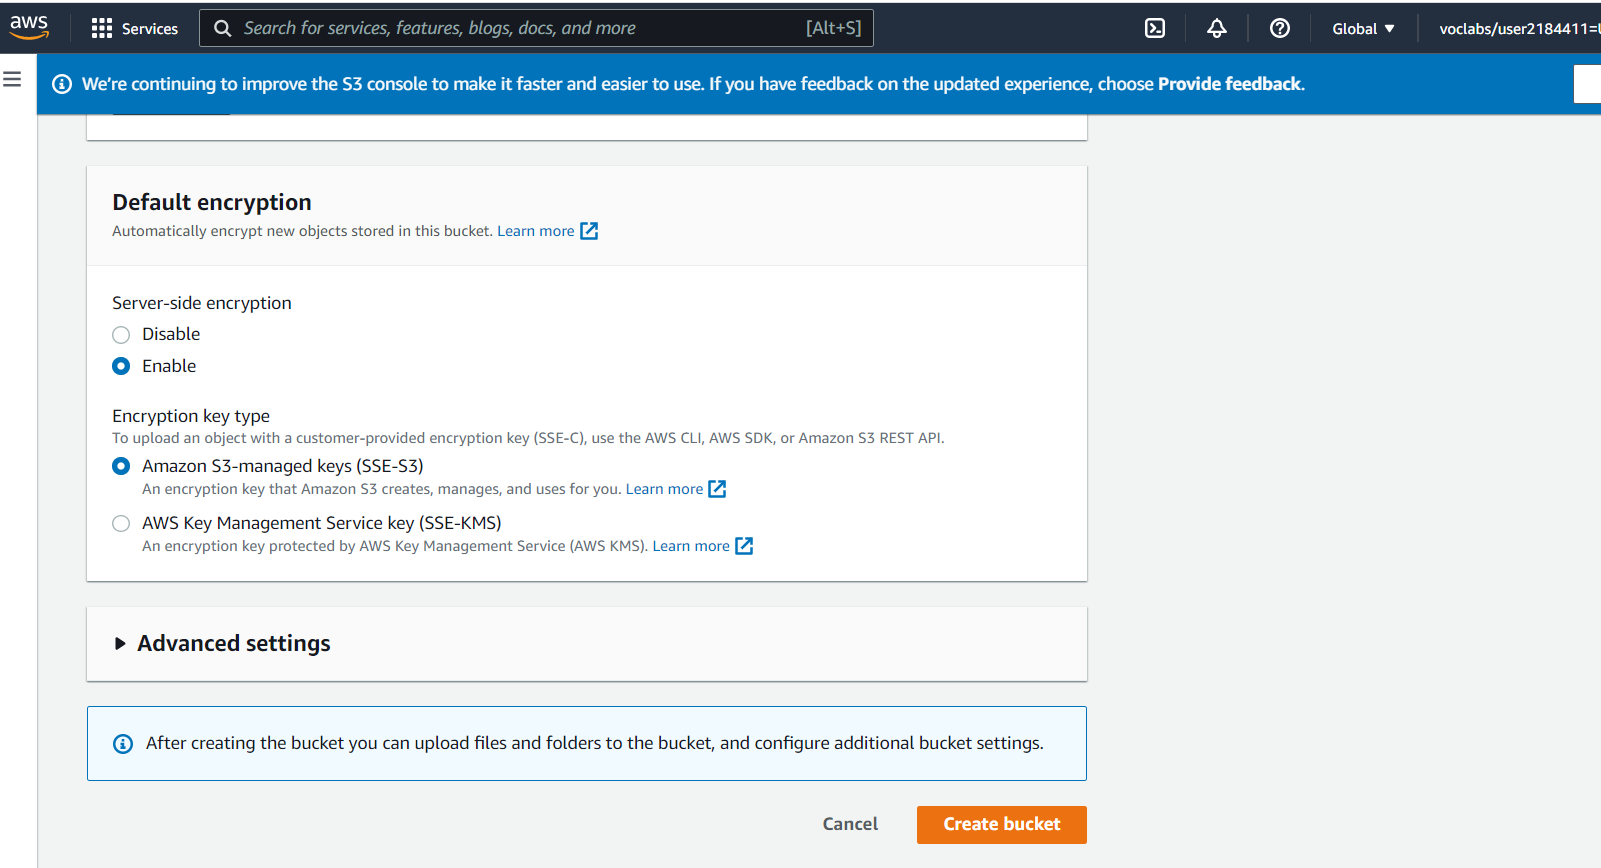 aws
Services
Search for services, features, blogs, docs, and more
[Alt+S]
Global
voclabs/user2184411=
We're continuing to improve the S3 console to make it faster and easier to use. If you have feedback on the updated experience, choose Provide feedback.
Default encryption
Automatically encrypt new objects stored in this bucket. Learn more
Server-side encryption
Disable
Enable
Encryption key type
To upload an object with a customer-provided encryption key (SSE-C), use the AWS CLI, AWS SDK, or Amazon S3 REST API.
Amazon S3-managed keys (SSE-S3)
An encryption key that Amazon S3 creates, manages, and uses for you. Learn more
AWS Key Management Service key (SSE-KMS)
An encryption key protected by AWS Key Management Service (AWS KMS). Learn more
Advanced settings
After creating the bucket you can upload files and folders to the bucket, and configure additional bucket settings.
Cancel
Create bucket